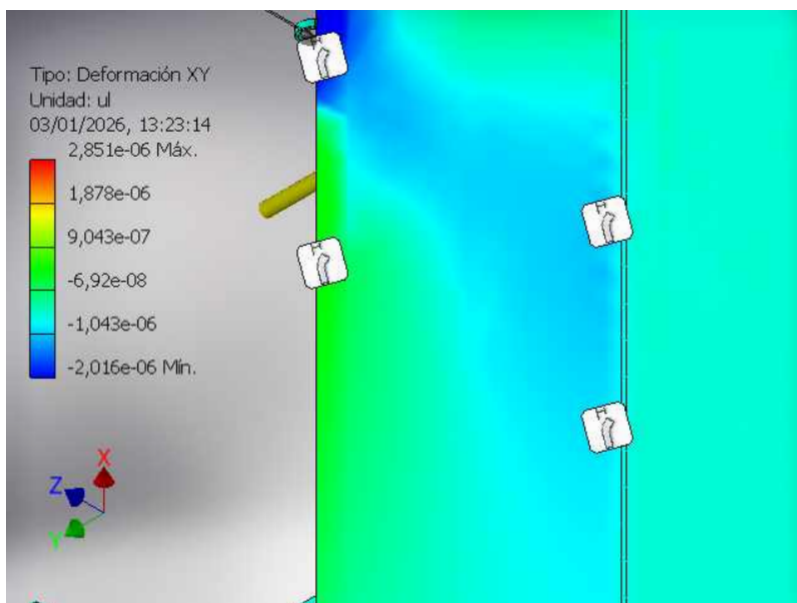 Tipo: Deformación XY
Unidad: ul
03/01/2026, 13:23:14
2,851e-06 Máx.
1,878e-06
9,043e-07
-6,92e-08
-1,043e-06
-2,016e-06 Mín.
X
Z
Y